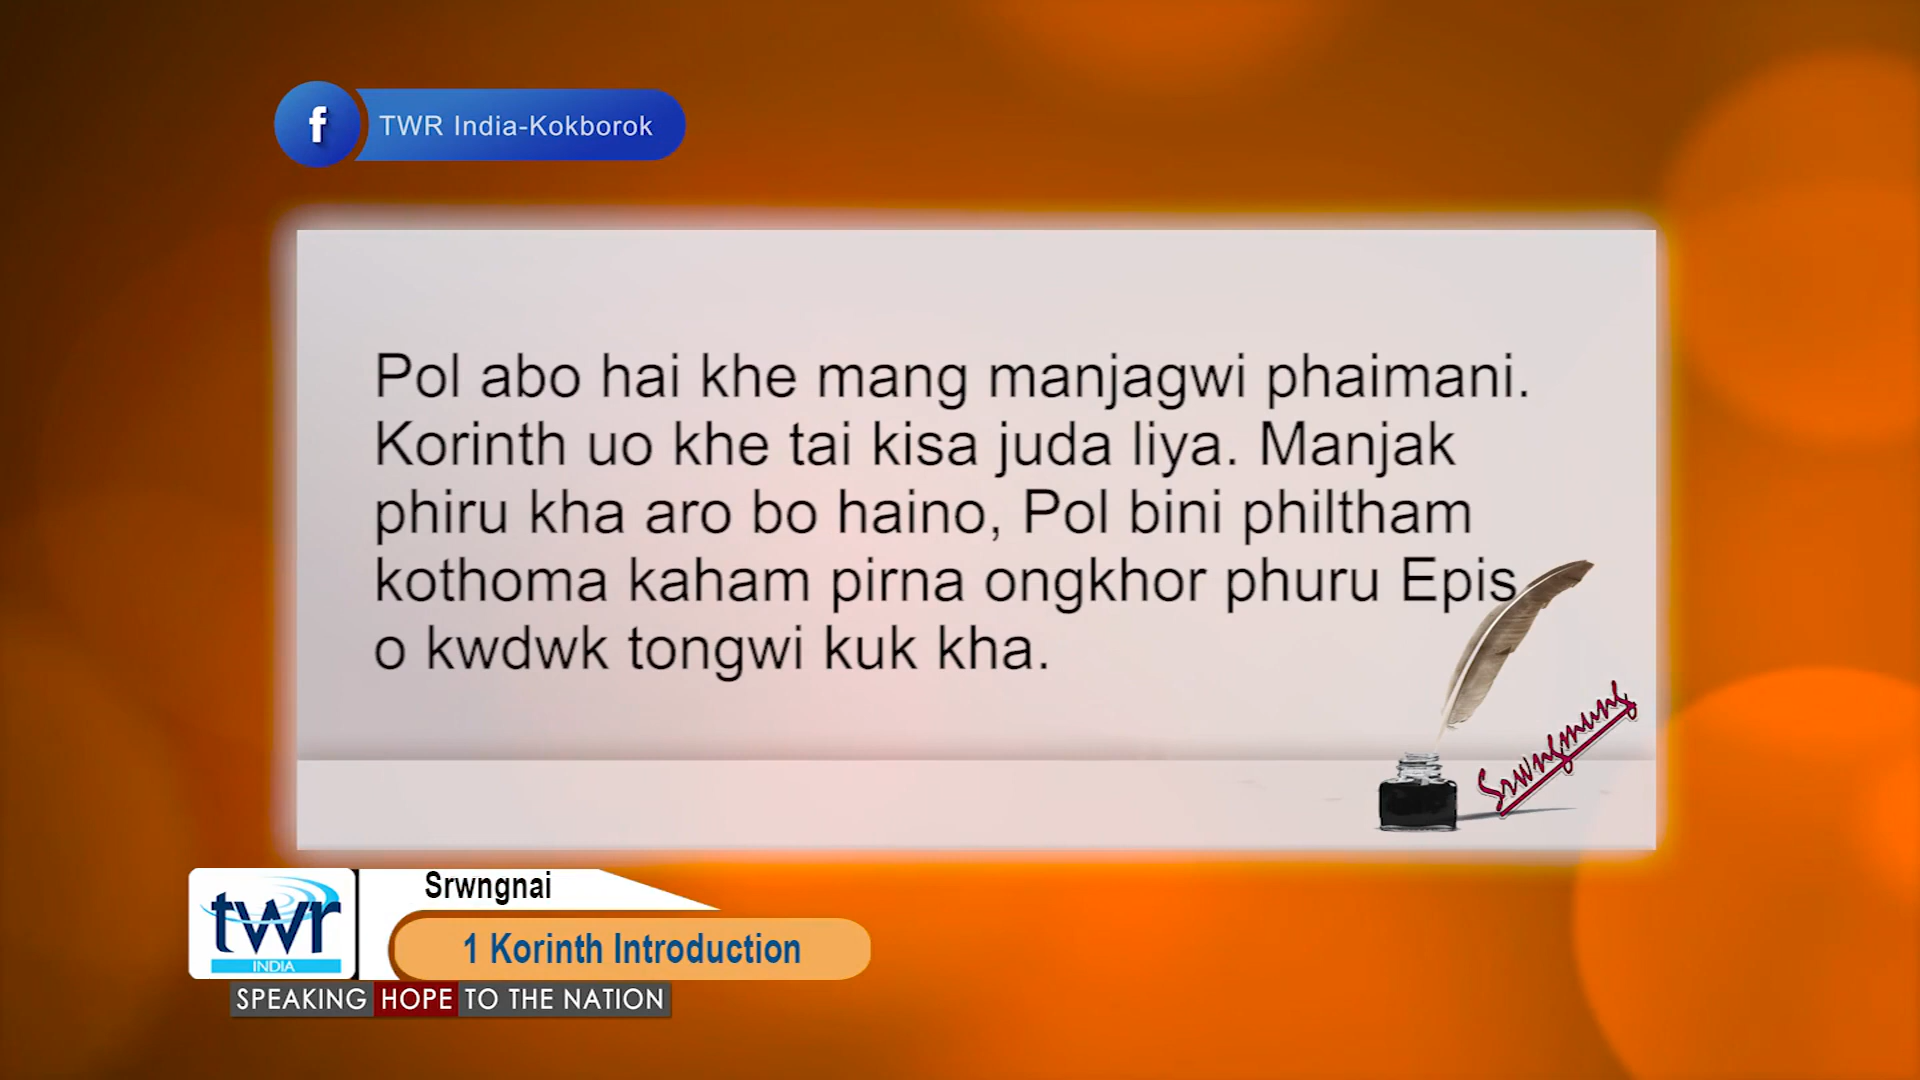 f TWR India-Kokborok
Pol abo hai khe mang manjagwi phaimani.
Korinth uo khe tai kisa juda liya. Manjak
phiru kha aro bo haino, Pol bini philtham
kothoma kaham pirna ongkhor phuru Epis
o kwdwk tongwi kuk kha.
Srwngmung
twr
INDIA
Srwngnai
1 Korinth Introduction
SPEAKING HOPE TO THE NATION